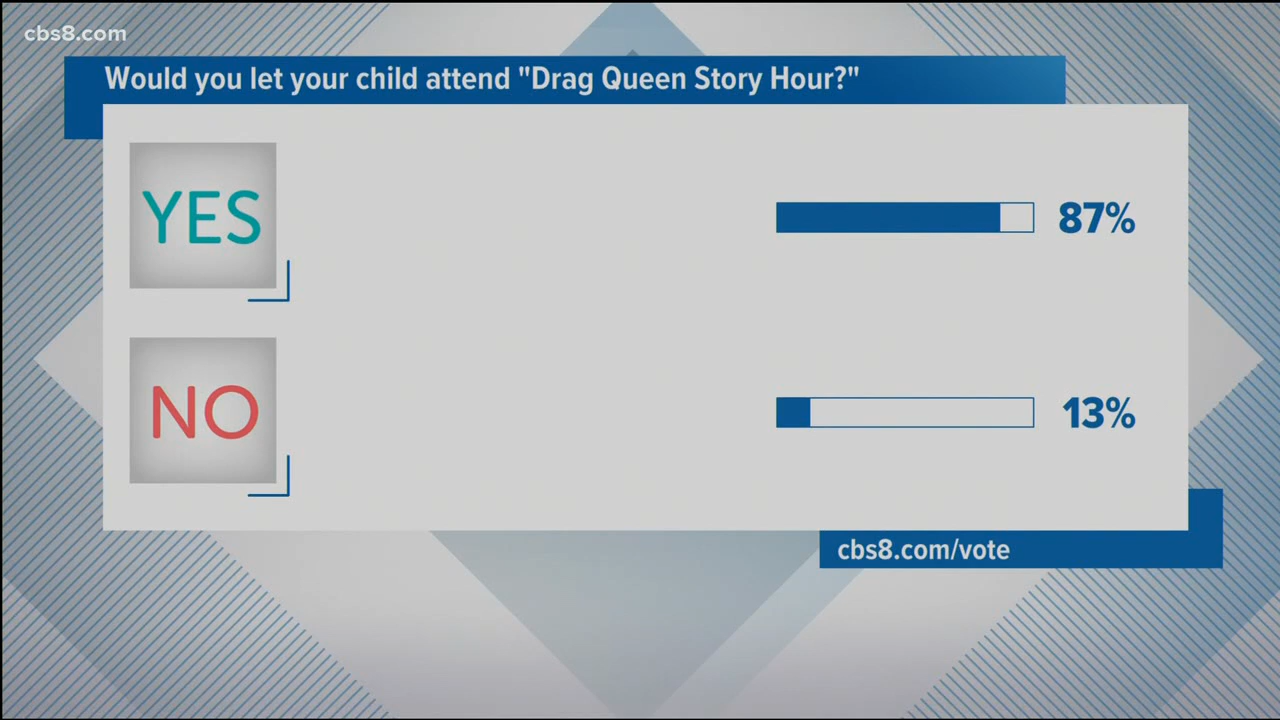 cbs8.com
Would you let your child attend "Drag Queen Story Hour?"
YES
87%
NO
13%
cbs8.com/vote